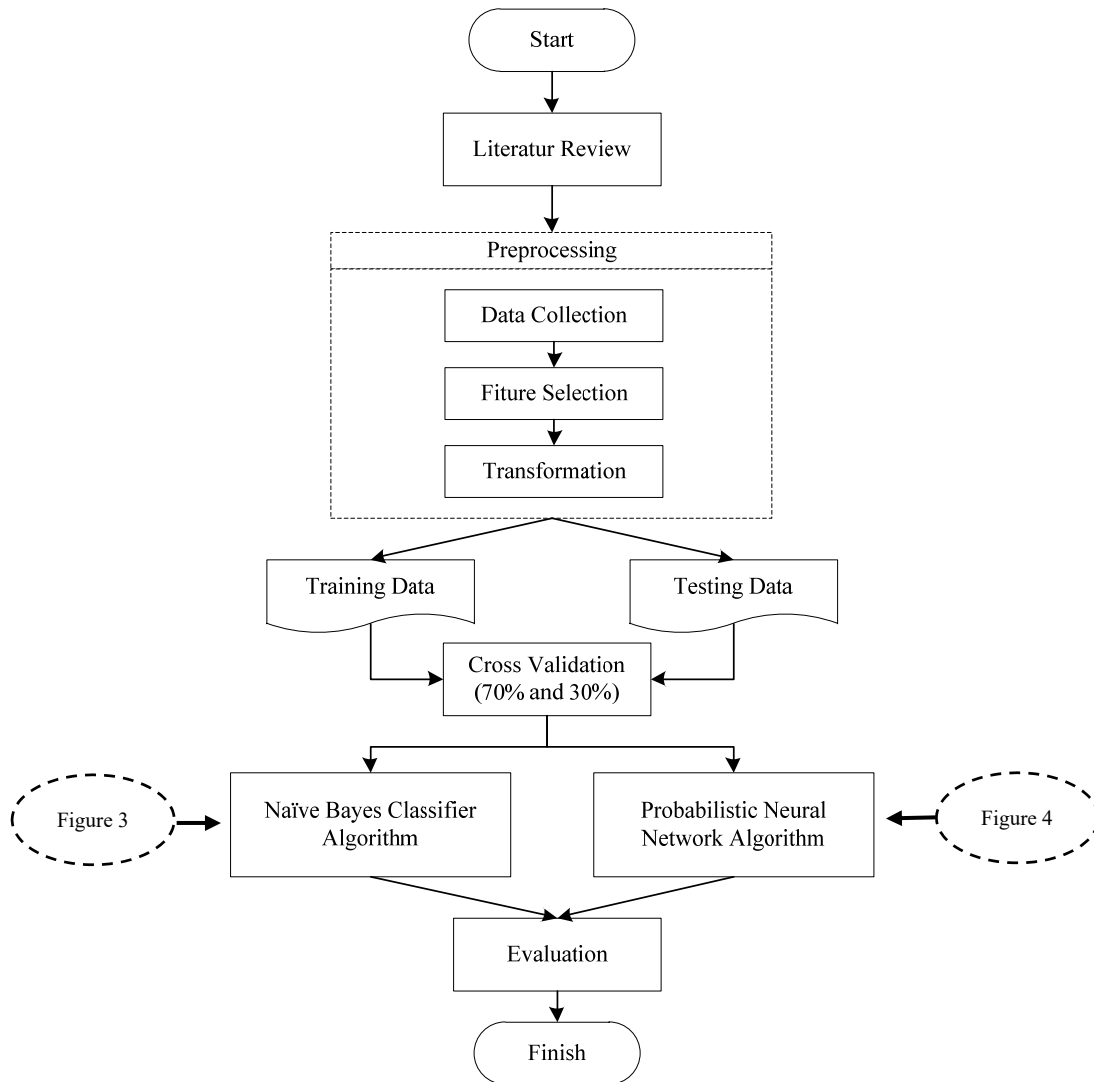 Start
Literatur Review
Preprocessing
Data Collection
Fiture Selection
Transformation
Training Data
Testing Data
Cross Validation
(70% and 30%)
Figure 3
Naïve Bayes Classifier
Algorithm
Probabilistic Neural
Network Algorithm
Figure 4
Evaluation
Finish